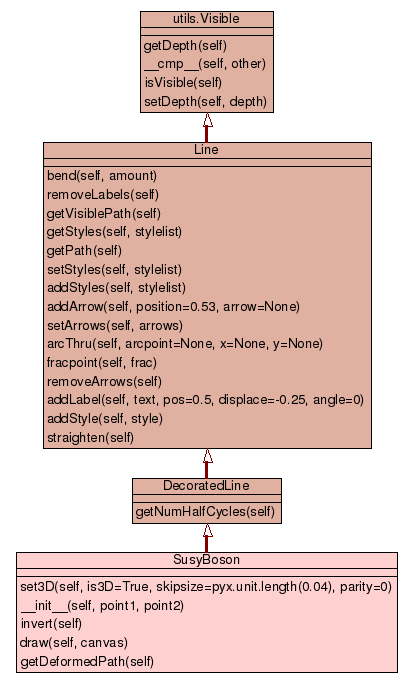 utils.Visible
getDepth(self)
__cmp__(self, other)
isVisible(self)
setDepth(self, depth)
Line
bend(self, amount)
removeLabels(self)
getVisiblePath(self)
getStyles(self, stylelist)
getPath(self)
setStyles(self, stylelist)
addStyles(self, stylelist)
addArrow(self, position=0.53, arrow=None)
setArrows(self, arrows)
arcThru(self, arcpoint=None, x=None, y=None)
fracpoint(self, frac)
removeArrows(self)
addLabel(self, text, pos=0.5, displace=-0.25, angle=0)
addStyle(self, style)
straighten(self)
DecoratedLine
getNumHalfCycles(self)
SusyBoson
set3D(self, is3D=True, skipsize=pyx.unit.length(0.04), parity=0)
__init__(self, point1, point2)
invert(self)
draw(self, canvas)
getDeformedPath(self)